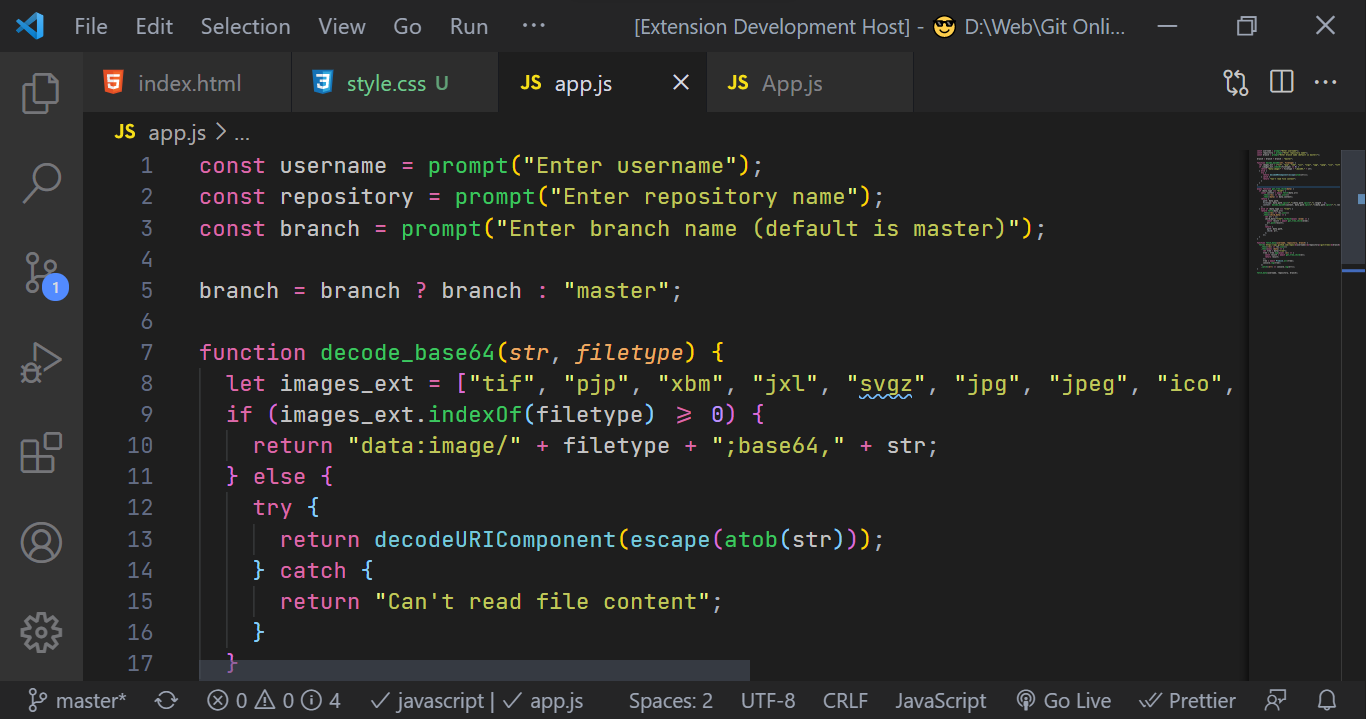 File Edit Selection View Go Run ··· [Extension Development Host] - 😎 D:\Web\Git Onli...
index.html style.css U JS app.js JS App.js
JS app.js > ...
1 const username = prompt("Enter username");
2 const repository = prompt("Enter repository name");
3 const branch = prompt("Enter branch name (default is master)");
4
5 branch = branch ? branch : "master";
6
7 function decode_base64(str, filetype) {
8 let images_ext = ["tif", "pjp", "xbm", "jxl", "svgz", "jpg", "jpeg", "ico",
9 if (images_ext.indexOf(filetype) ⩾ 0) {
10 return "data:image/" + filetype + ";base64," + str;
11 } else {
12 try {
13 return decodeURIComponent(escape(atob(str)));
14 } catch {
15 return "Can't read file content";
16 }
17 }
1
master* 0 0 4 ✓ javascript | ✓ app.js Spaces: 2 UTF-8 CRLF JavaScript Go Live Prettier